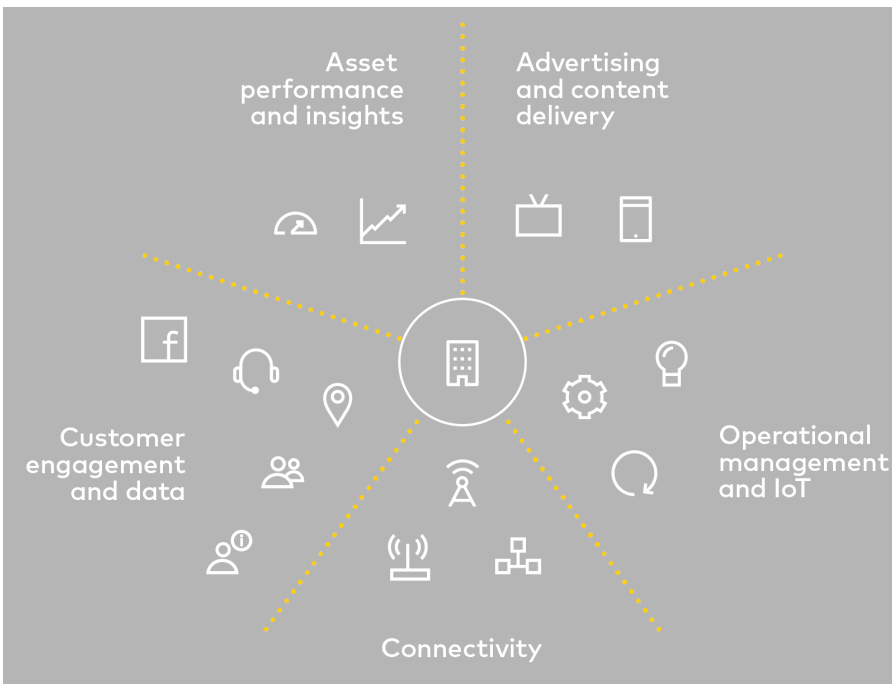 Asset
performance
and insights
Advertising
and content
delivery
f
Customer
engagement
and data
i
Operational
management
and IoT
Connectivity